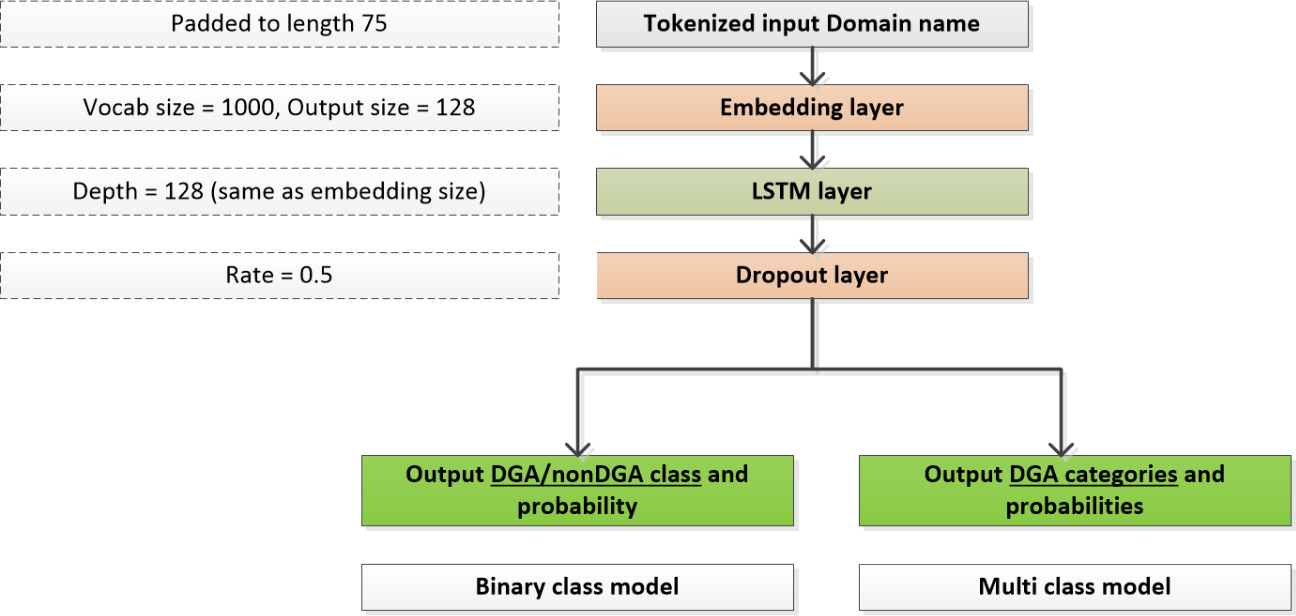 Padded to length 75
Tokenized input Domain name
Vocab size = 1000, Output size = 128
Embedding layer
Depth = 128 (same as embedding size)
LSTM layer
Rate = 0.5
Dropout layer
Output DGA/nonDGA class and
probability
Output DGA categories and
probabilities
Binary class model
Multi class model